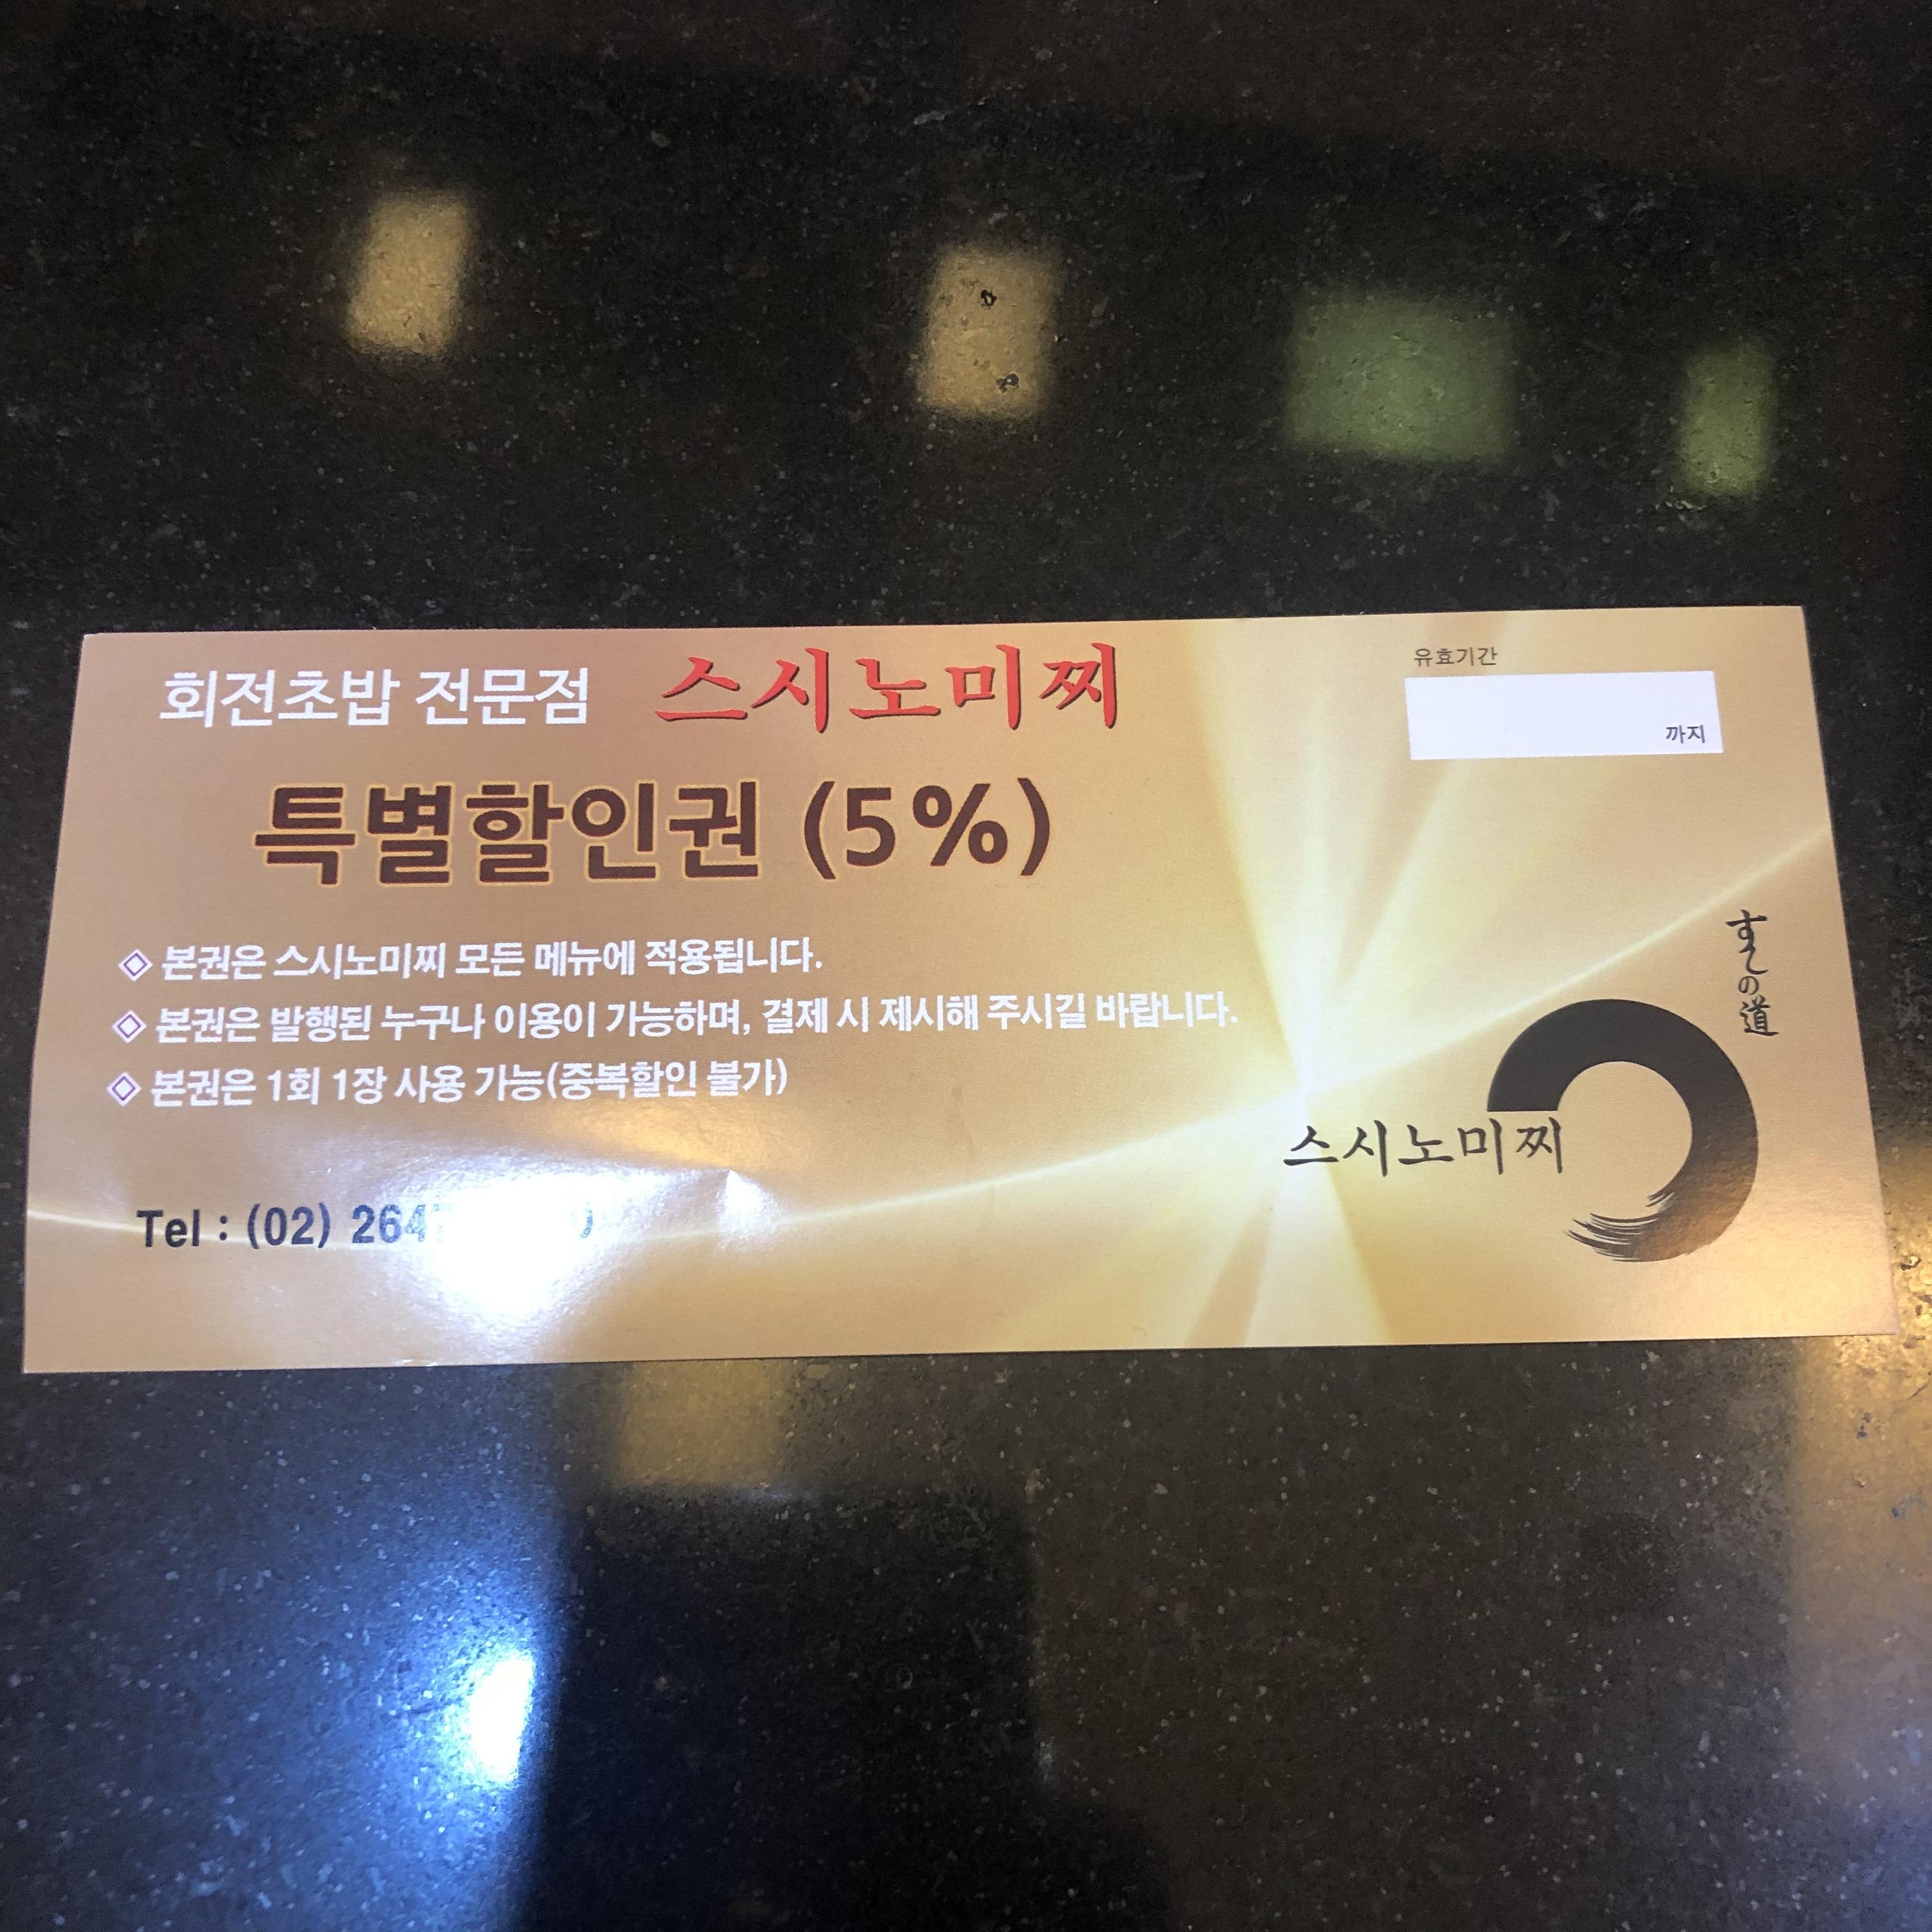 회전초밥 전문점 스시노미찌
유효기간
까지
특별할인권 (5%)
◇ 본권은 스시노미찌 모든 메뉴에 적용됩니다.
◇ 본권은 발행된 누구나 이용이 가능하며, 결제 시 제시해 주시길 바랍니다.
◇ 본권은 1회 1장 사용 가능(중복할인 불가)
の道
스시노미찌
Tel : (02)